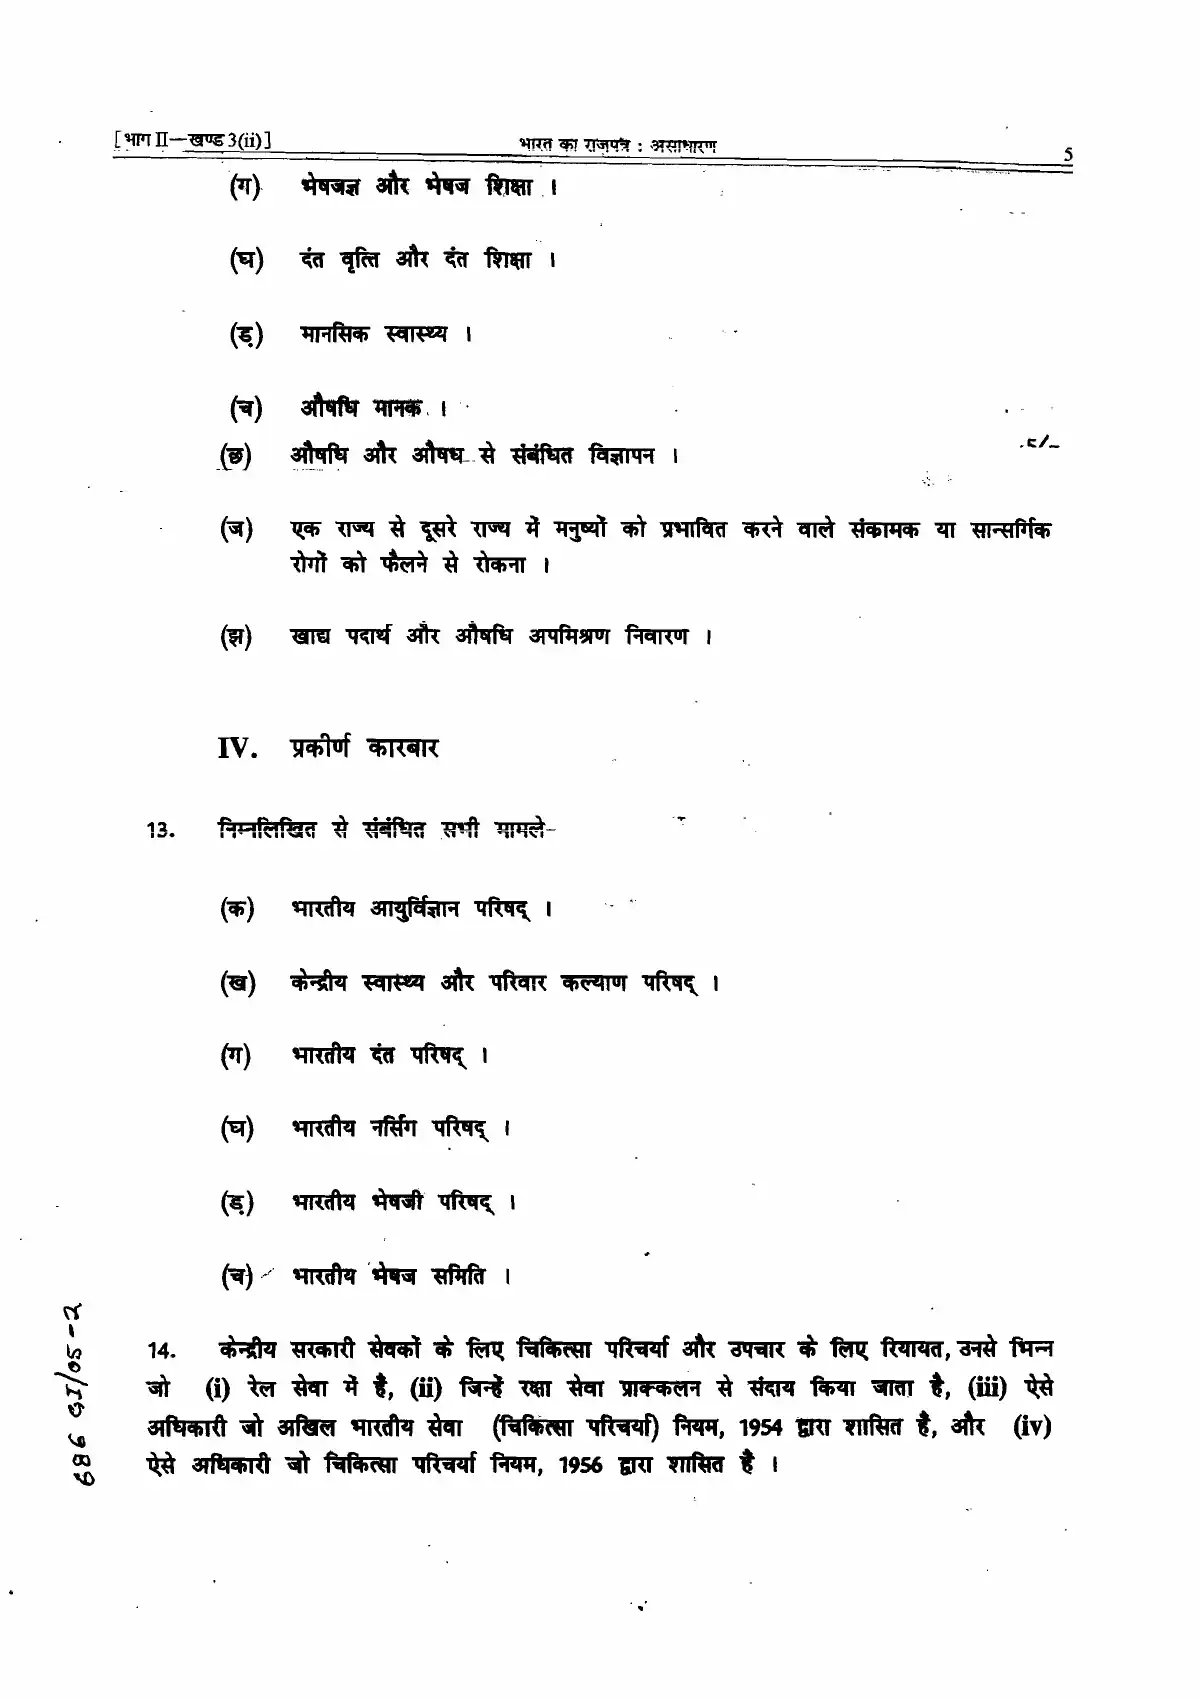 [ भाग II—खण्ड 3(ii) ]
भारत का राजपत्र : असाधारण
5
(ग) भेषजज्ञ और भेषज शिक्षा ।
(घ) दंत वृत्ति और दंत शिक्षा ।
(ड़) मानसिक स्वास्थ्य ।
(च) औषधि मानक ।
(छ) औषधि और औषध से संबंधित विज्ञापन ।
(ज) एक राज्य से दूसरे राज्य में मनुष्यों को प्रभावित करने वाले संक्रामक या सान्सर्गिक
रोगों को फैलने से रोकना ।
(झ) खाद्य पदार्थ और औषधि अपमिश्रण निवारण ।
IV. प्रकीर्ण कारबार
13. निम्नलिखित से संबंधित सभी मामले-
(क) भारतीय आयुर्विज्ञान परिषद् ।
(ख) केन्द्रीय स्वास्थ्य और परिवार कल्याण परिषद् ।
(ग) भारतीय दंत परिषद् ।
(घ) भारतीय नर्सिंग परिषद् ।
(ड़) भारतीय भेषजी परिषद् ।
(च) भारतीय भेषज समिति ।
14. केन्द्रीय सरकारी सेवकों के लिए चिकित्सा परिचर्या और उपचार के लिए रियायत, उनसे भिन्न
जो (i) रेल सेवा में है, (ii) जिन्हें रक्षा सेवा प्राक्कलन से संदाय किया जाता है, (iii) ऐसे
अधिकारी जो अखिल भारतीय सेवा (चिकित्सा परिचर्या) नियम, 1954 द्वारा शासित है, और (iv)
ऐसे अधिकारी जो चिकित्सा परिचर्या नियम, 1956 द्वारा शासित है ।
686 GI/05-2